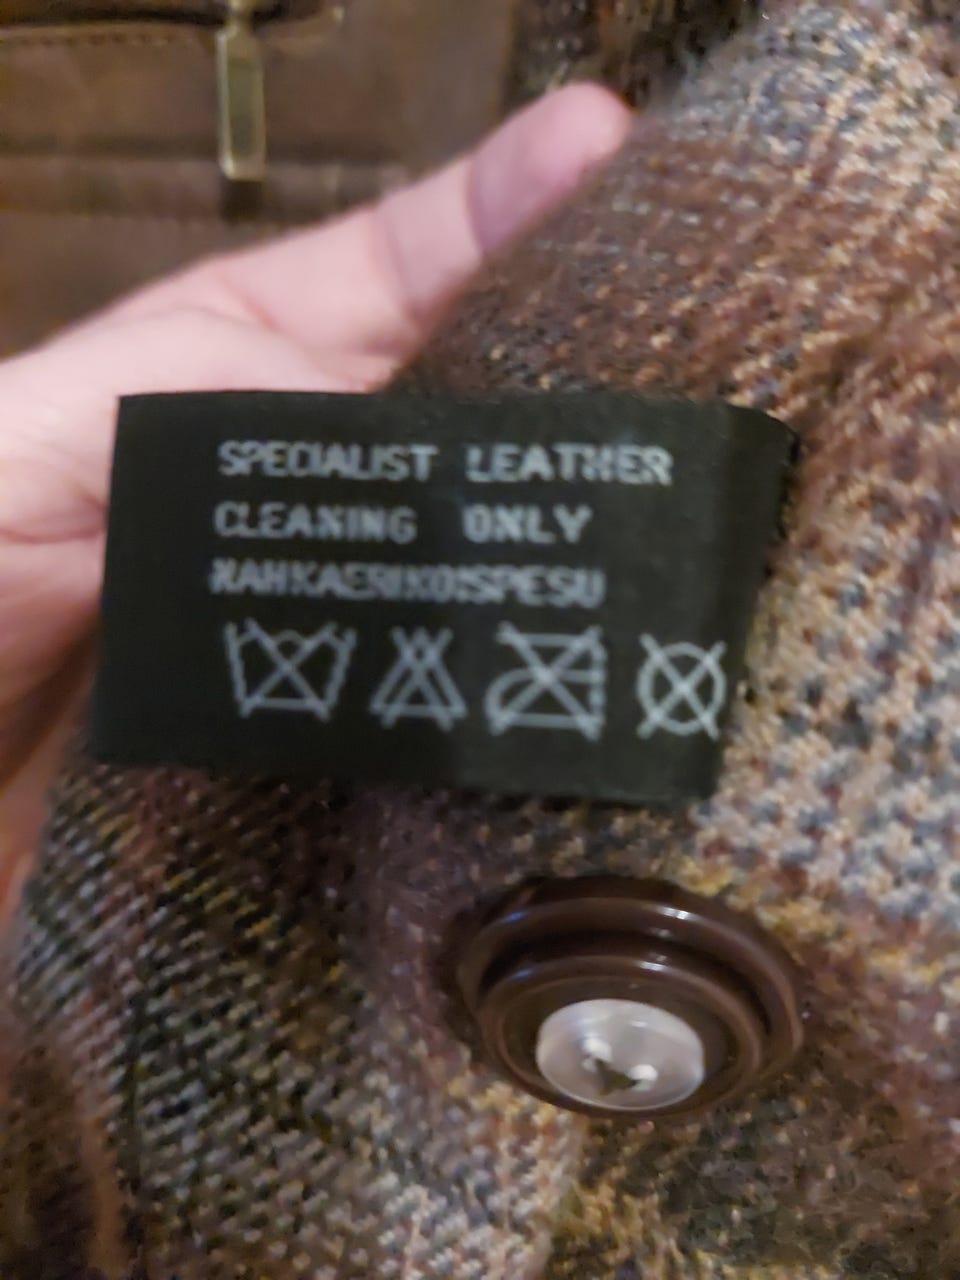 SPECIALIST LEATHER
CLEANING ONLY
NAHKAERIKOISPESU